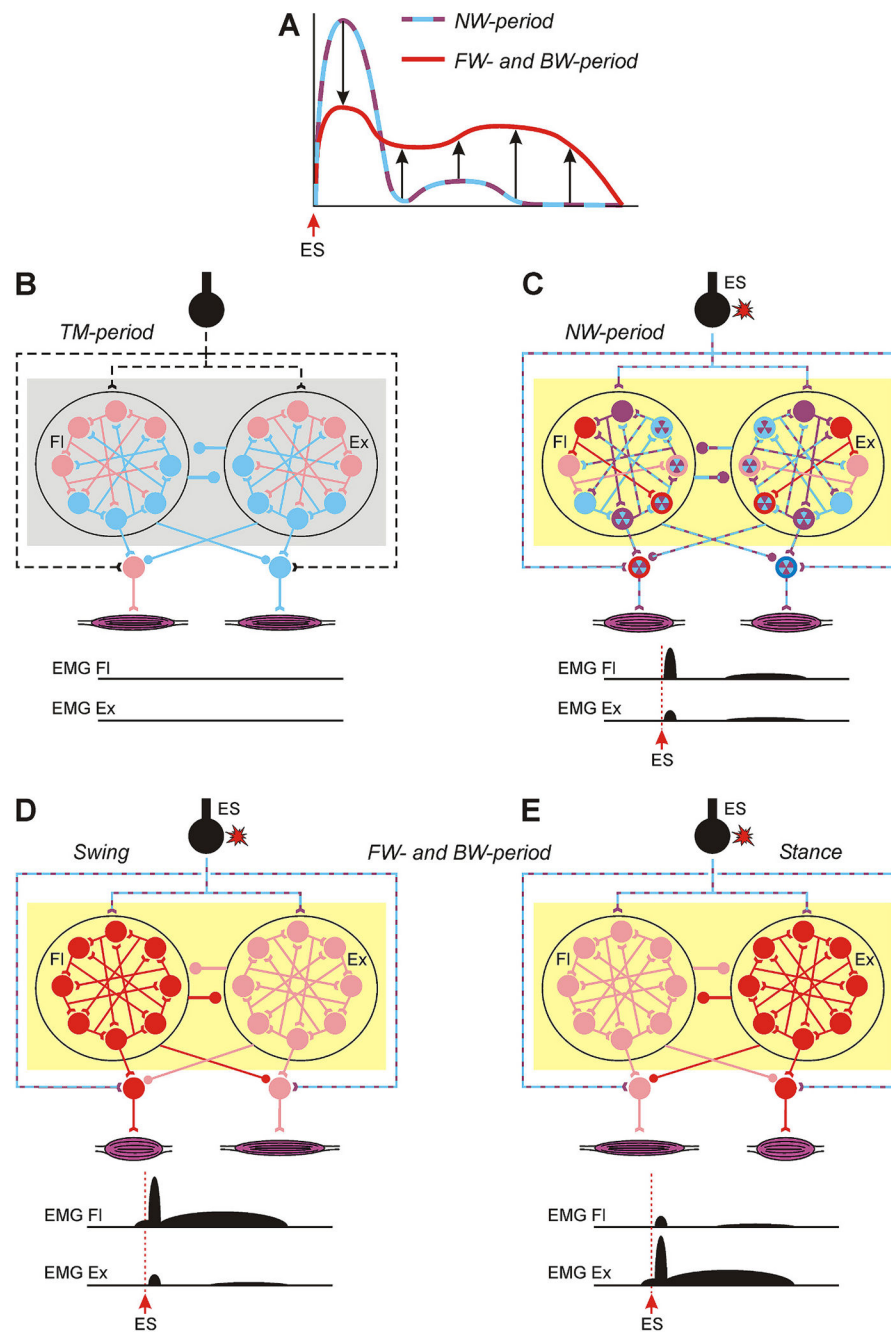 A
NW-period
FW- and BW-period
ES
B
TM-period
Fl
Ex
EMG Fl
EMG Ex
C
ES
NW-period
Fl
Ex
EMG Fl
EMG Ex
ES
D
ES
Swing
FW- and BW-period
Fl
Ex
EMG Fl
EMG Ex
ES
E
ES
Stance
Fl
Ex
EMG Fl
EMG Ex
ES